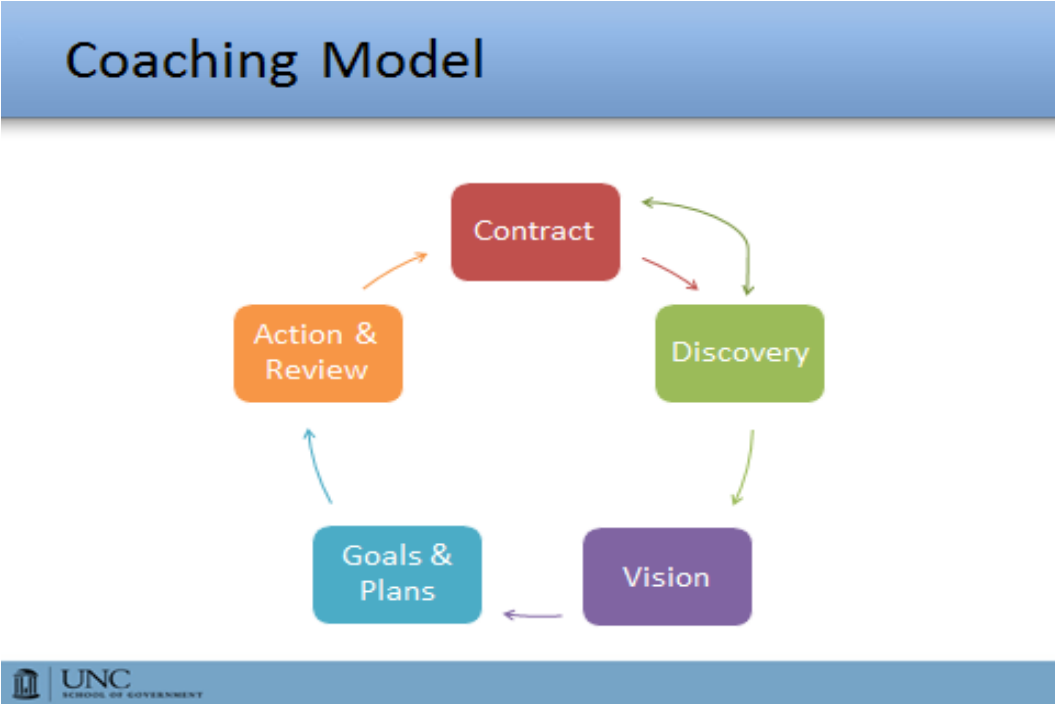 Coaching Model
Contract
Discovery
Vision
Goals &
Plans
Action &
Review
UNC
SCHOOL OF GOVERNMENT